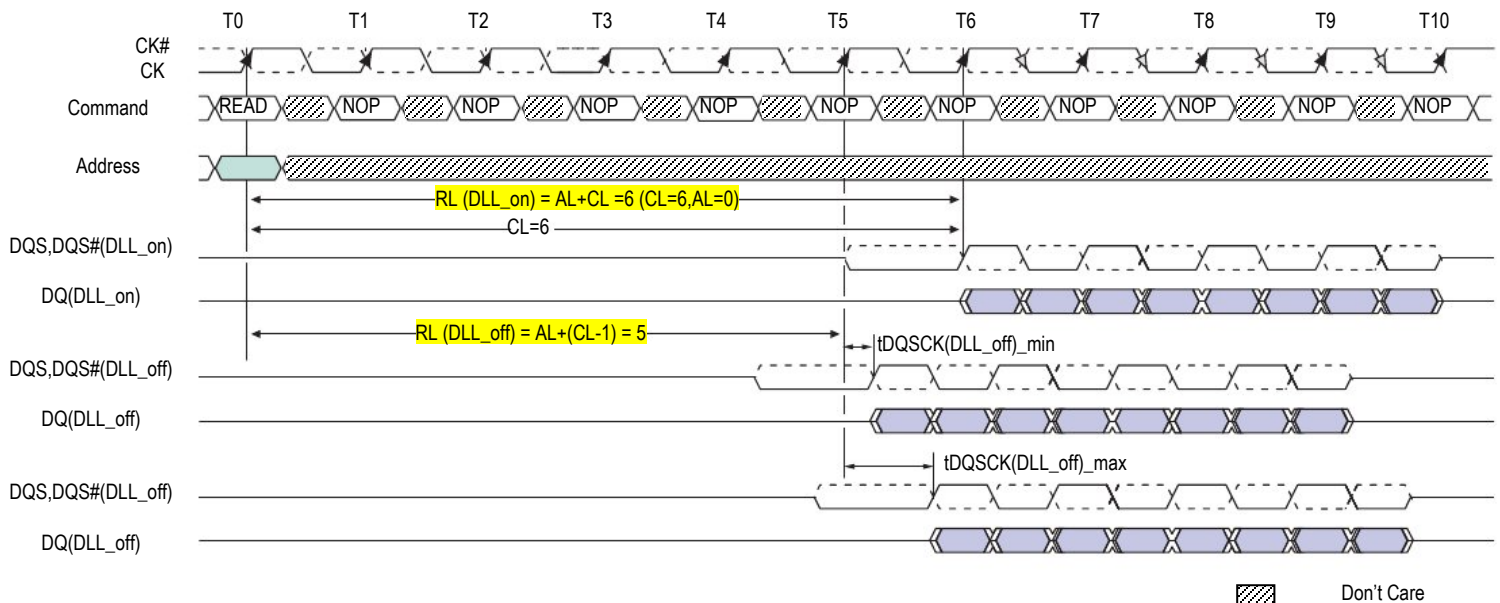 T0 T1 T2 T3 T4 T5 T6 T7 T8 T9 T10
CK#
CK
Command READ NOP NOP NOP NOP NOP NOP NOP NOP NOP NOP
Address
RL (DLL_on) = AL+CL =6 (CL=6,AL=0)
CL=6
DQS,DQS#(DLL_on)
DQ(DLL_on)
RL (DLL_off) = AL+(CL-1) = 5
tDQSCK(DLL_off)_min
DQS,DQS#(DLL_off)
DQ(DLL_off)
tDQSCK(DLL_off)_max
DQS,DQS#(DLL_off)
DQ(DLL_off)
Don't Care